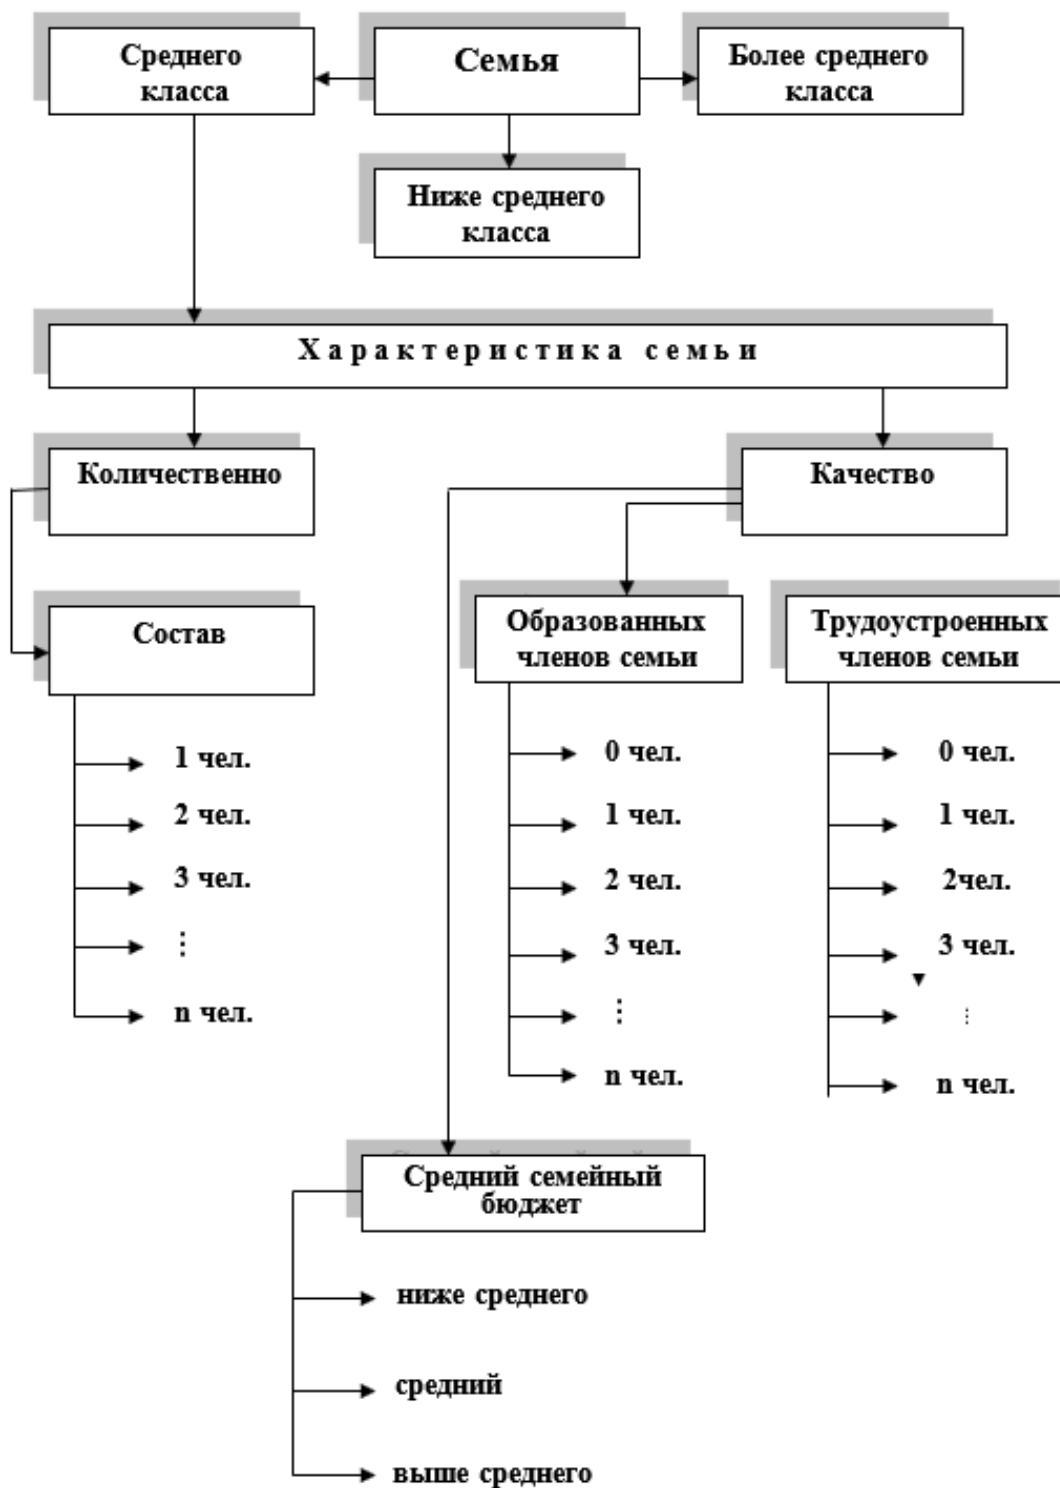 Среднего
класса
Семья
Более среднего
класса
Ниже среднего
класса
Характеристика семьи
Количественно
Качество
Состав
1 чел.
2 чел.
3 чел.
⋮
n чел.
Образованных
членов семьи
0 чел.
1 чел.
2 чел.
3 чел.
⋮
n чел.
Трудоустроенных
членов семьи
0 чел.
1 чел.
2чел.
3 чел.
⋮
n чел.
Средний семейный
бюджет
ниже среднего
средний
выше среднего